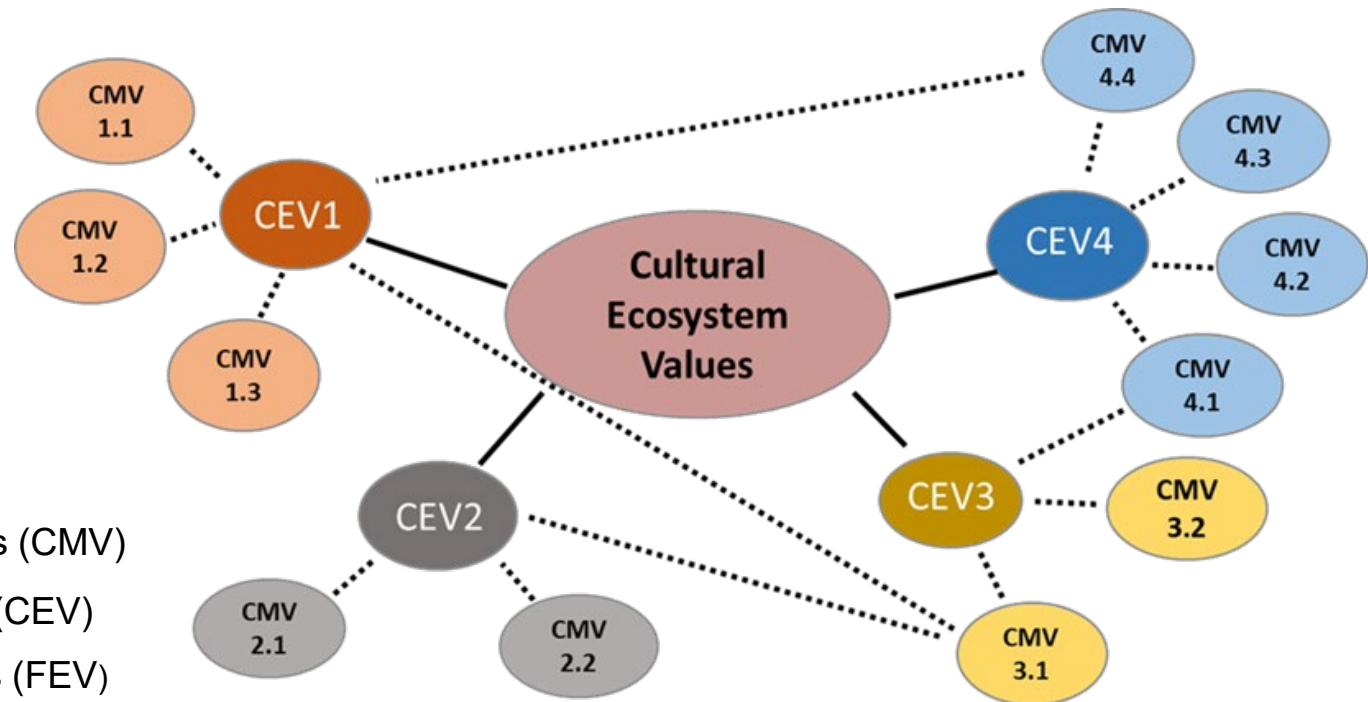 CMV
4.4
CMV
1.1
CMV
4.3
CEV1
CMV
1.2
CEV4
CMV
4.2
Cultural
Ecosystem
Values
CMV
1.3
CMV
4.1
CEV2
CEV3
CMV
3.2
s (CMV)
(CEV)
s (FEV)
CMV
2.1
CMV
2.2
CMV
3.1